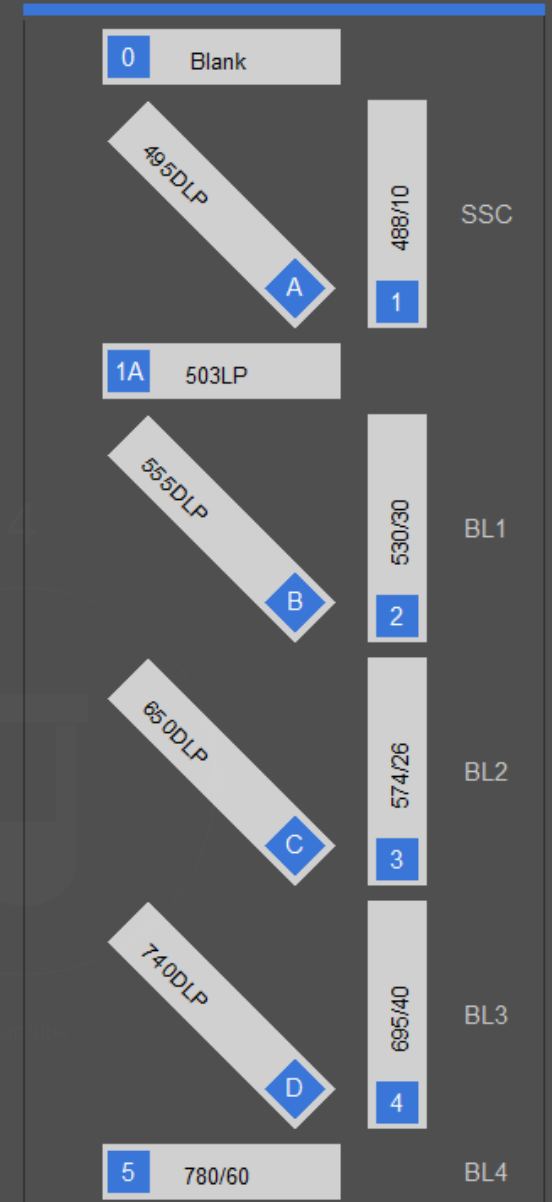 0 Blank
495DLP
A
488/10
1
SSC
1A 503LP
555DLP
B
530/30
2
BL1
650DLP
C
574/26
3
BL2
740DLP
D
695/40
4
BL3
5 780/60
BL4